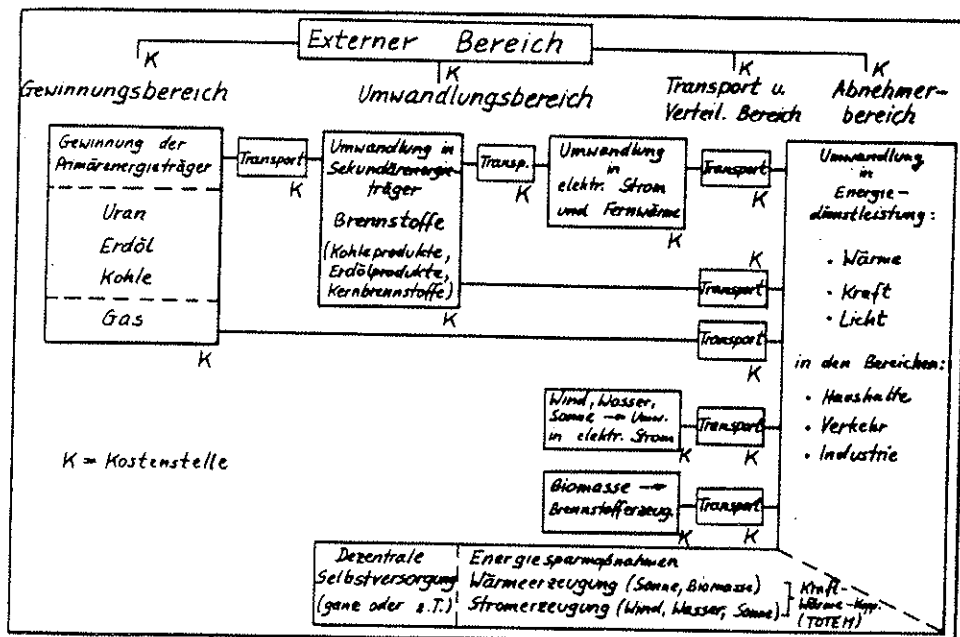 Externer Bereich
K
K
K
K
Gewinnungsbereich
Umwandlungsbereich
Transport u.
Verteil. Bereich
Abnehmer-
bereich
Gewinnung der
Primärenergieträger
Uran
Erdöl
Kohle
Gas
K
Transport
K
Umwandlung in
Sekundärenergie
träger
Brennstoffe
(Kohleprodukte,
Erdölprodukte,
Kernbrennstoffe)
K
Transp.
K
Umwandlung
in
elektr. Strom
und Fernwärme
K
Transport
K
K
Transport
K
Transport
K
Wind, Wasser,
Sonne → Umw.
in elektr. Strom
K
Transport
K
Biomasse →
Brennstofferzeug.
K
Transport
K
Umwandlung
in
Energie-
dienstleistung:
• Wärme
• Kraft
• Licht
in den Bereichen:
• Haushalte
• Verkehr
• Industrie
K = Kostenstelle
Dezentrale
Selbstversorgung
(ganz oder z.T.)
Energiesparmaßnahmen
Wärmeerzeugung (Sonne, Biomasse)
Stromerzeugung (Wind, Wasser, Sonne)
Kraft-
Wärme-Kopp.
(TOTEM)